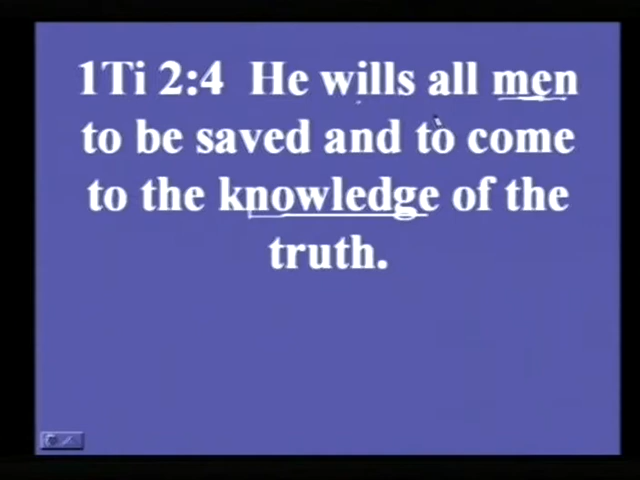 1Ti 2:4 He wills all men
to be saved and to come
to the knowledge of the
truth.